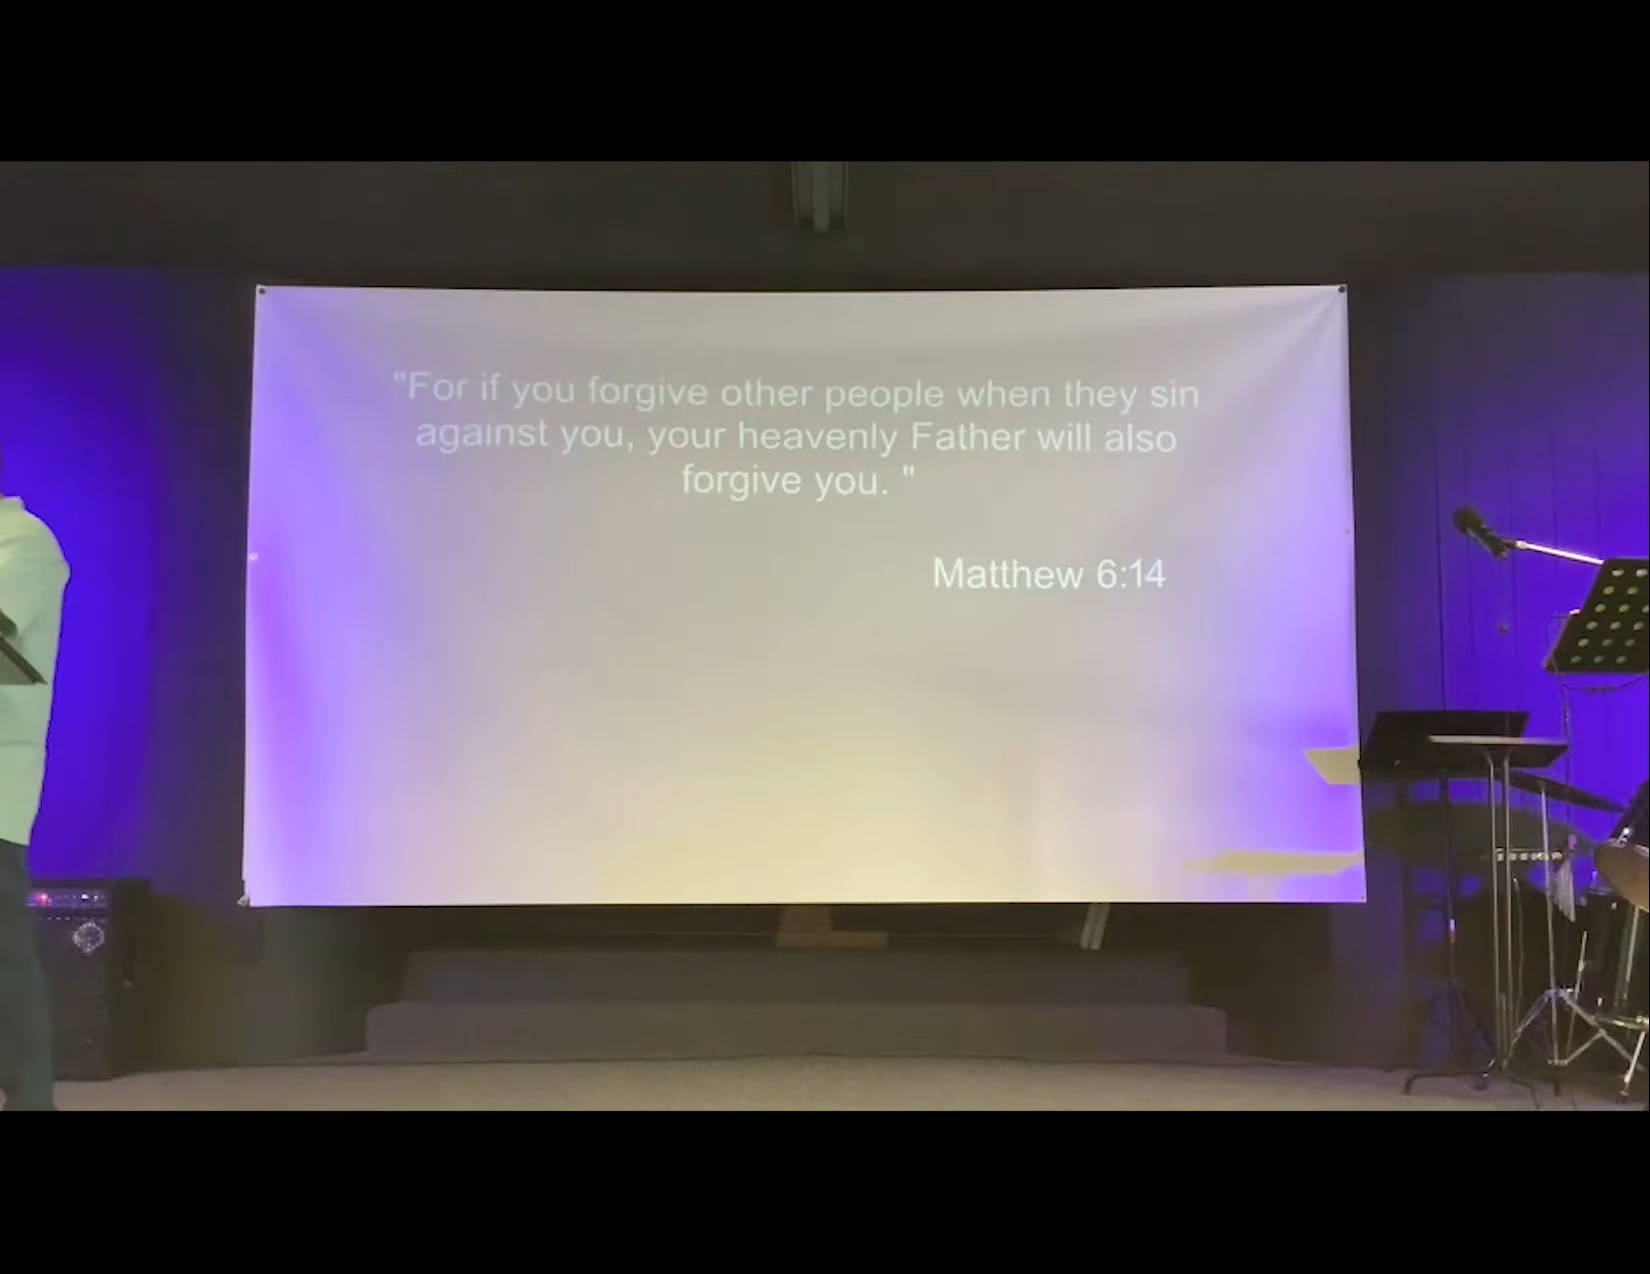 "For if you forgive other people when they sin
against you, your heavenly Father will also
forgive you. "
Matthew 6:14